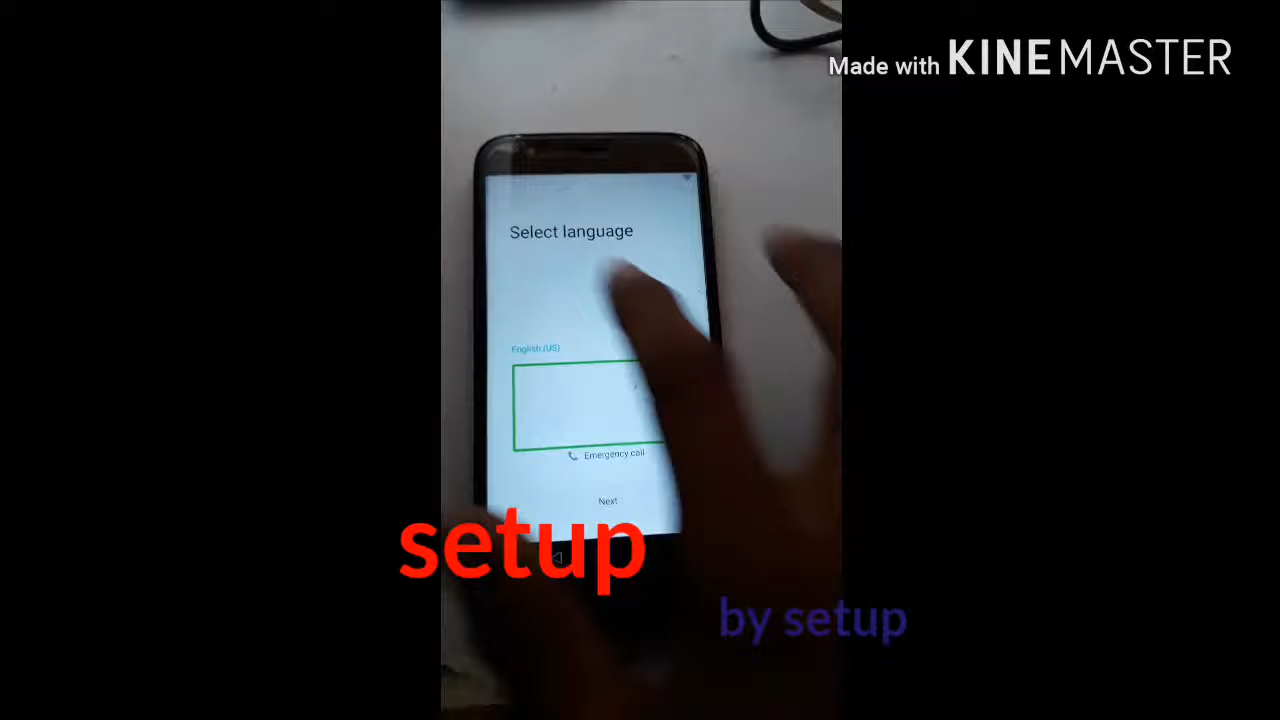 Made with KINEMASTER
Select language
English (US)
Emergency call
Next
setup
by setup